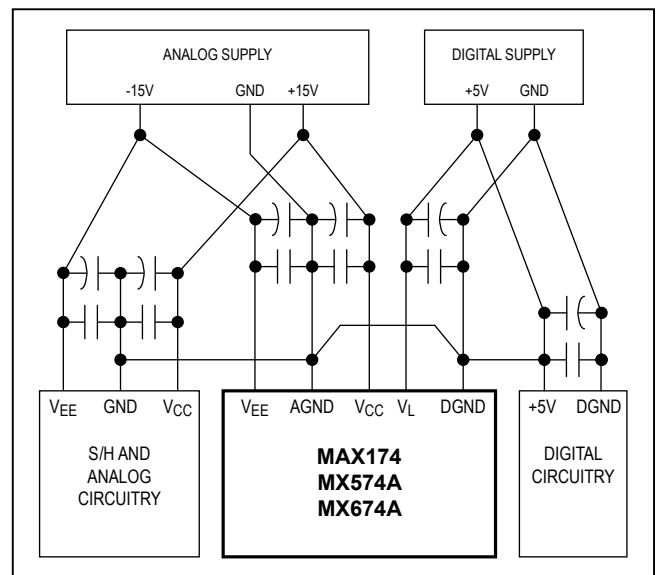 ANALOG SUPPLY
-15V GND +15V
DIGITAL SUPPLY
+5V GND
VEE GND VCC
S/H AND
ANALOG
CIRCUITRY
VEE AGND VCC VL DGND
MAX174
MX574A
MX674A
+5V DGND
DIGITAL
CIRCUITRY